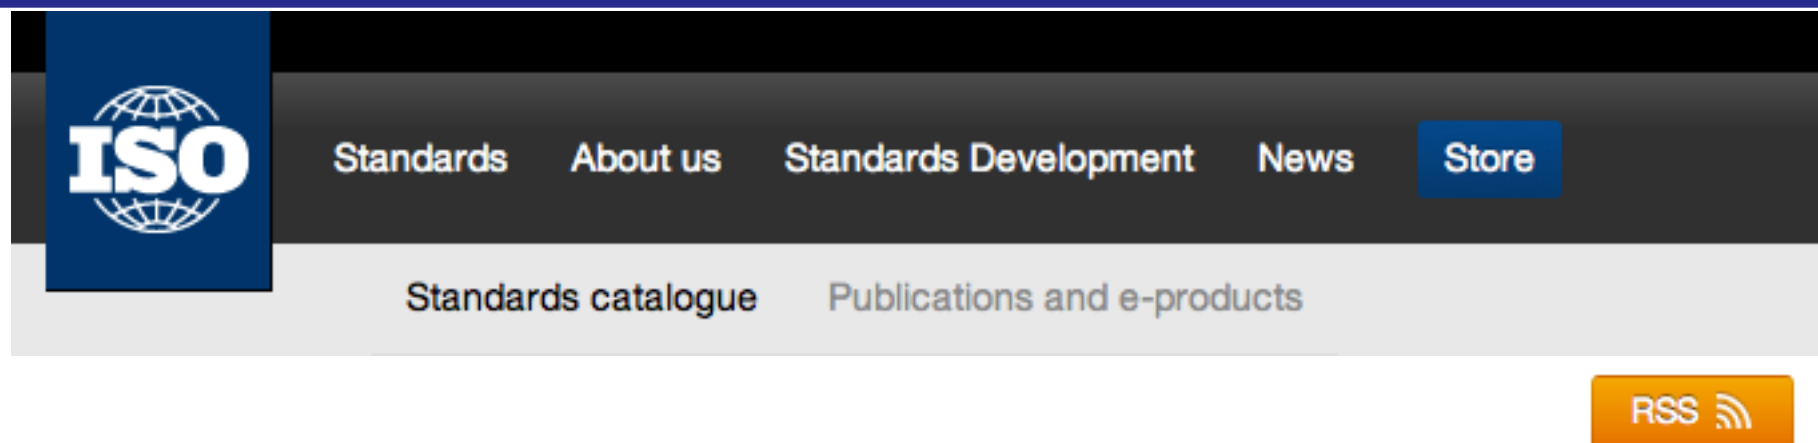 ISO
Standards About us Standards Development News Store
Standards catalogue Publications and e-products
RSS